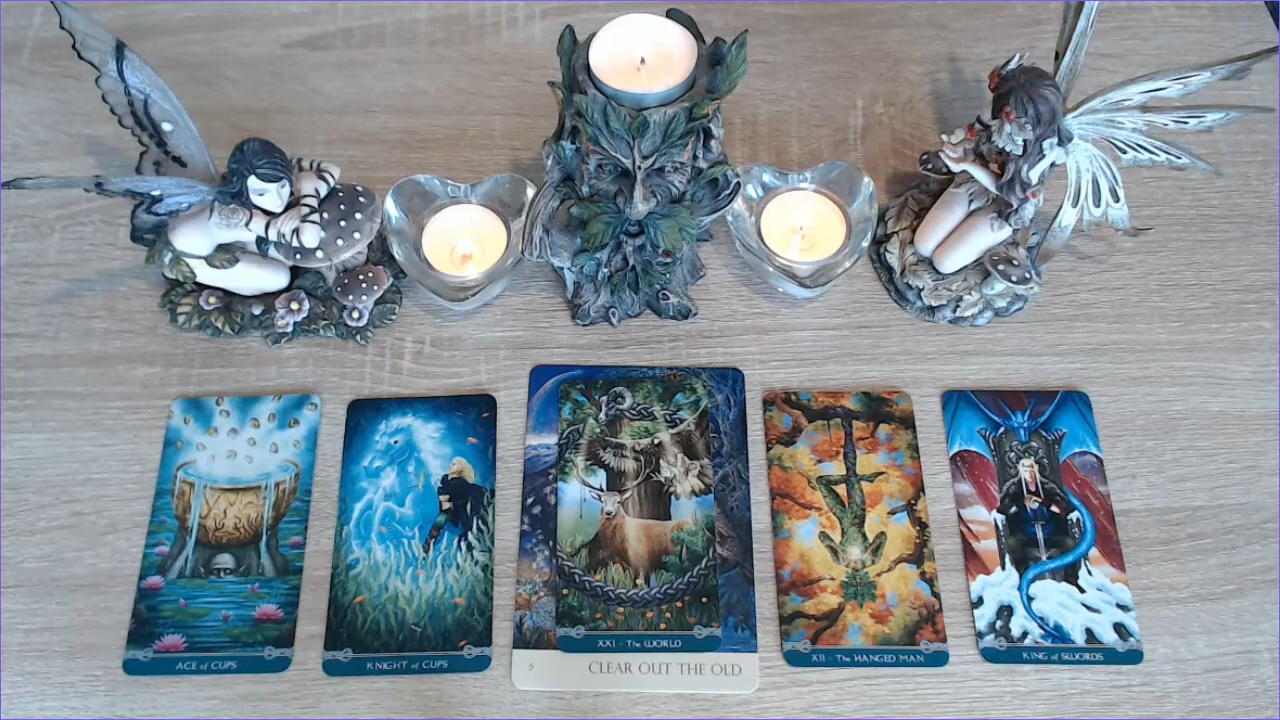 ACE of CUPS
KNIGHT of CUPS
XXI - The WORLD
5 CLEAR OUT THE OLD
XII - The HANGED MAN
KING of SWORDS